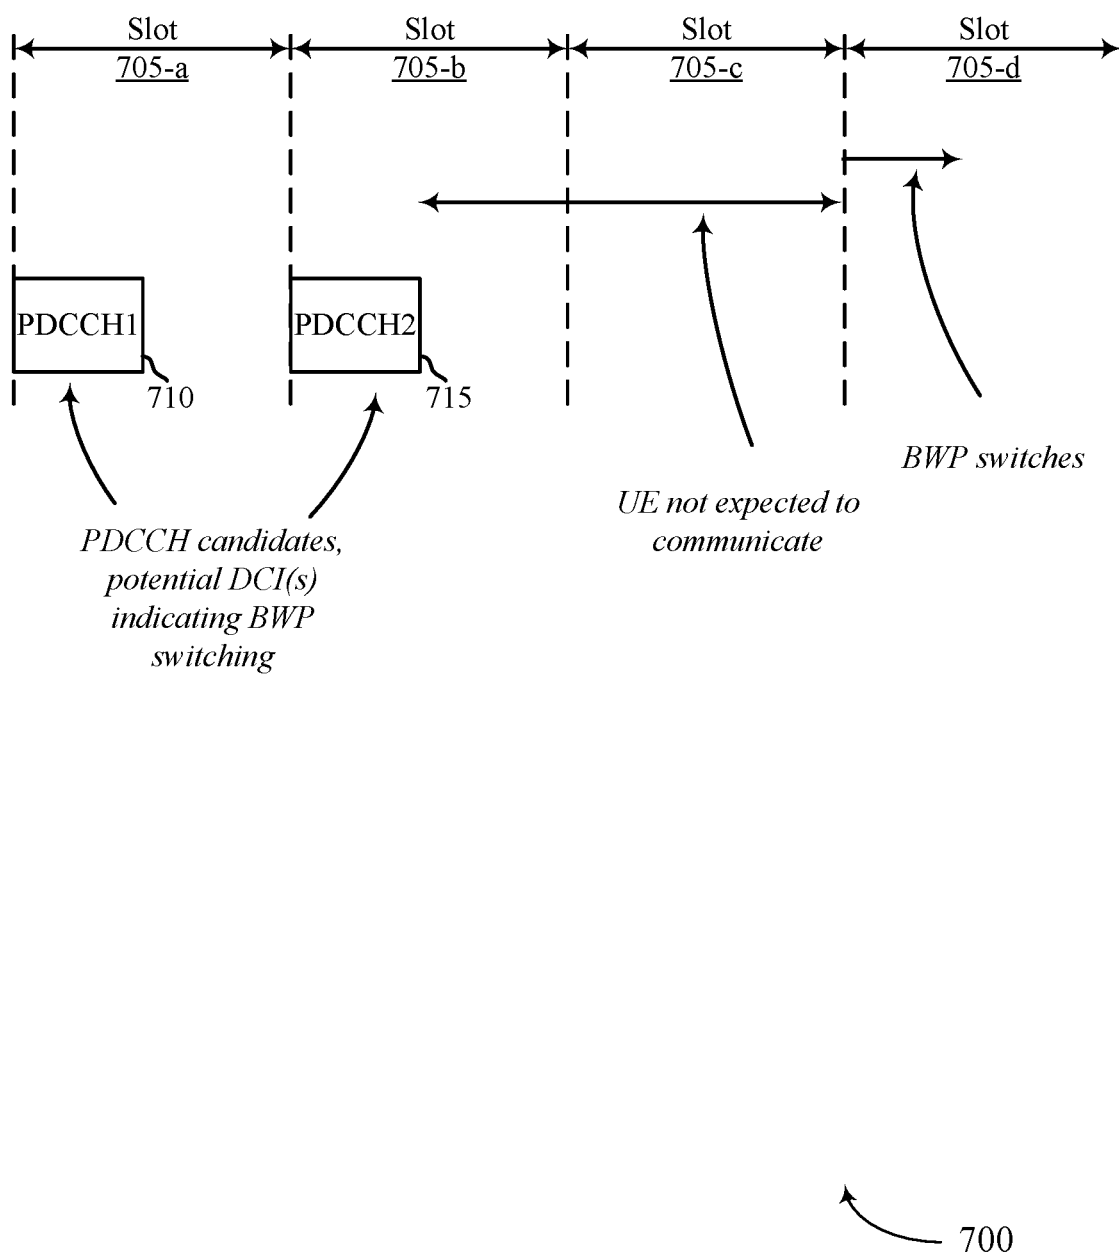 Slot
705-a
Slot
705-b
Slot
705-c
Slot
705-d
PDCCH1
710
PDCCH2
715
BWP switches
UE not expected to
communicate
PDCCH candidates,
potential DCI(s)
indicating BWP
switching
700